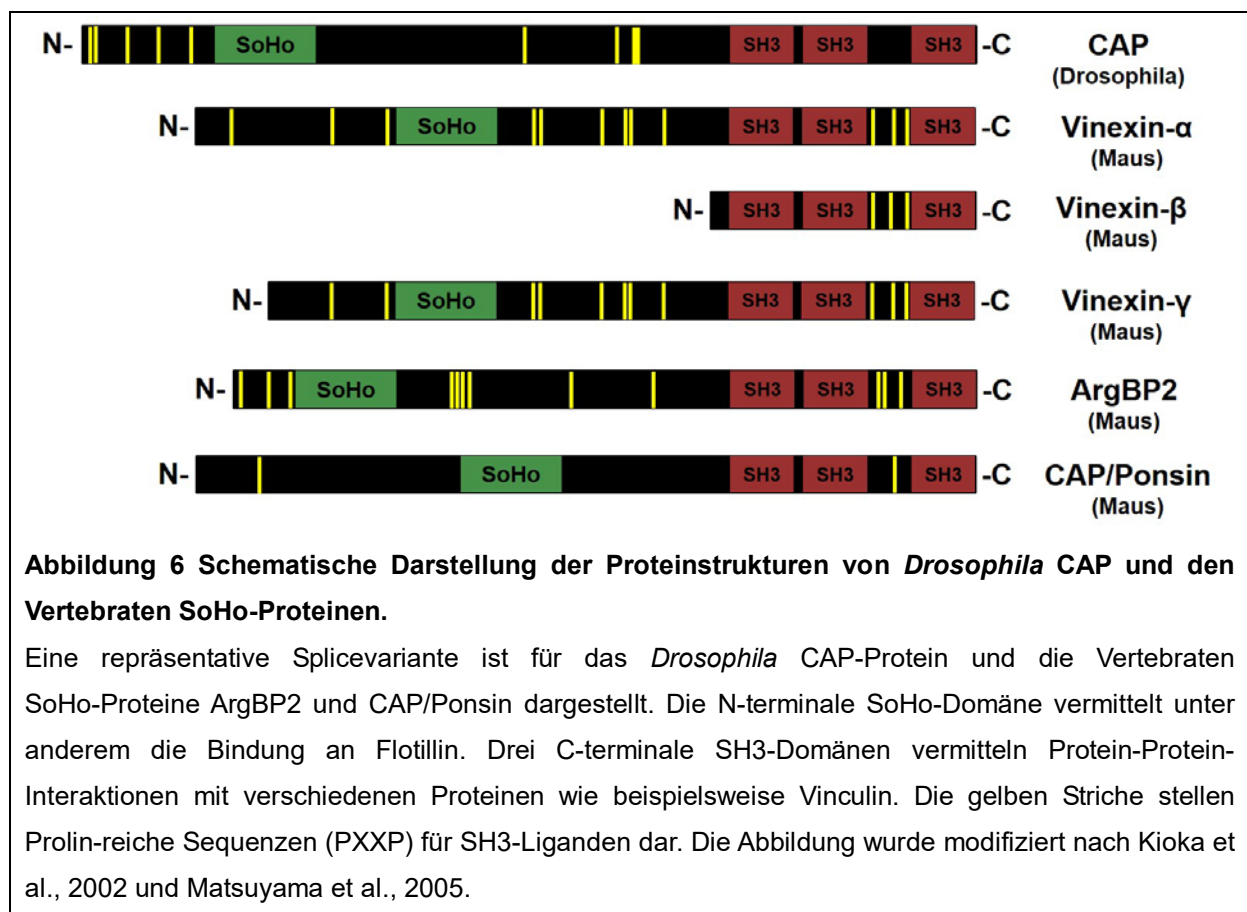 N- SoHo SH3 SH3 SH3 -C CAP
(Drosophila)
N- SoHo SH3 SH3 SH3 -C Vinexin-α
(Maus)
N- SH3 SH3 SH3 -C Vinexin-β
(Maus)
N- SoHo SH3 SH3 SH3 -C Vinexin-γ
(Maus)
N- SoHo SH3 SH3 SH3 -C ArgBP2
(Maus)
N- SoHo SH3 SH3 SH3 -C CAP/Ponsin
(Maus)
Abbildung 6 Schematische Darstellung der Proteinstrukturen von Drosophila CAP und den
Vertebraten SoHo-Proteinen.
Eine repräsentative Splicevariante ist für das Drosophila CAP-Protein und die Vertebraten
SoHo-Proteine ArgBP2 und CAP/Ponsin dargestellt. Die N-terminale SoHo-Domäne vermittelt unter
anderem die Bindung an Flotillin. Drei C-terminale SH3-Domänen vermitteln Protein-Protein-
Interaktionen mit verschiedenen Proteinen wie beispielsweise Vinculin. Die gelben Striche stellen
Prolin-reiche Sequenzen (PXXP) für SH3-Liganden dar. Die Abbildung wurde modifiziert nach Kioka et
al., 2002 und Matsuyama et al., 2005.